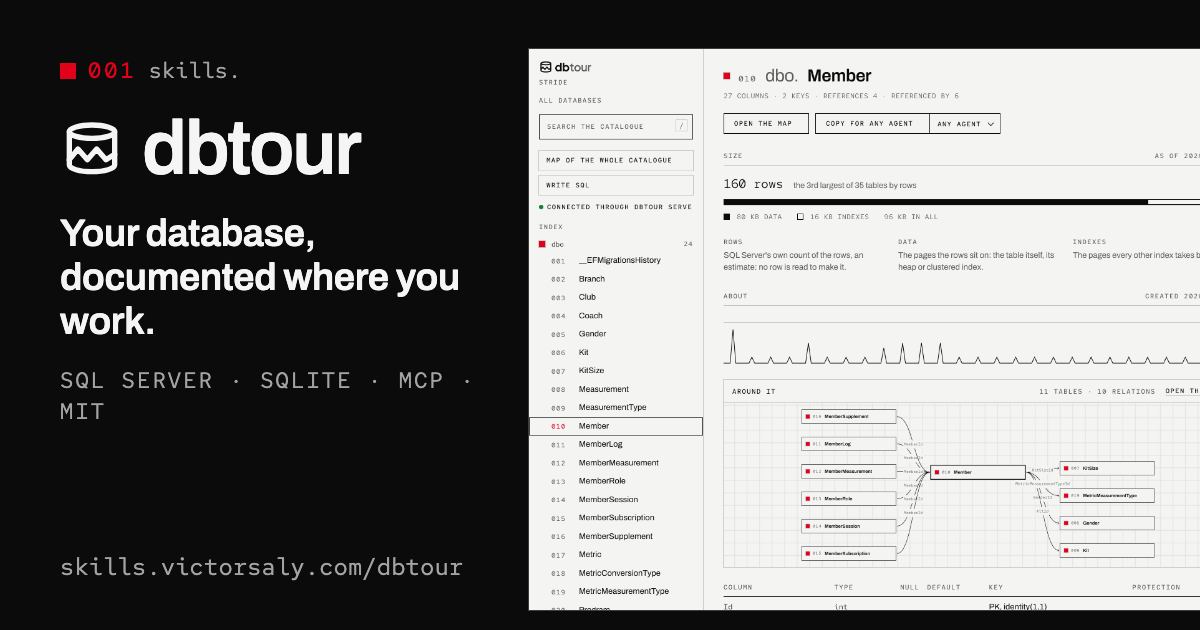 001 skills.
dbtour
Your database,
documented where you
work.
SQL SERVER · SQLITE · MCP ·
MIT
skills.victorsaly.com/dbtour
dbtour
STRIDE
ALL DATABASES
SEARCH THE CATALOGUE /
MAP OF THE WHOLE CATALOGUE
WRITE SQL
CONNECTED THROUGH DBTOUR SERVE
INDEX
dbo 24
001 __EFMigrationsHistory
002 Branch
003 Club
004 Coach
005 Gender
006 Kit
007 KitSize
008 Measurement
009 MeasurementType
010 Member
011 MemberLog
012 MemberMeasurement
013 MemberRole
014 MemberSession
015 MemberSubscription
016 MemberSupplement
017 Metric
018 MetricConversionType
019 MetricMeasurementType
010 dbo. Member
27 COLUMNS · 2 KEYS · REFERENCES 4 · REFERENCED BY 6
OPEN THE MAP COPY FOR ANY AGENT ANY AGENT
SIZE AS OF
160 rows the 3rd largest of 35 tables by rows
80 KB DATA 16 KB INDEXES 96 KB IN ALL
ROWS DATA INDEXES
SQL Server's own count of the rows, an
estimate: no row is read to make it.
The pages the rows sit on: the table itself, its
heap or clustered index.
The pages every other index takes
ABOUT CREATED
AROUND IT 11 TABLES · 10 RELATIONS OPEN
MemberSupplement
MemberLog
MemberMeasurement
MemberRole
MemberSession
MemberSubscription
Member
KitSize
MetricMeasurementType
Gender
Kit
COLUMN TYPE NULL DEFAULT KEY PROTECTION
Id int PK, identity(1,1)